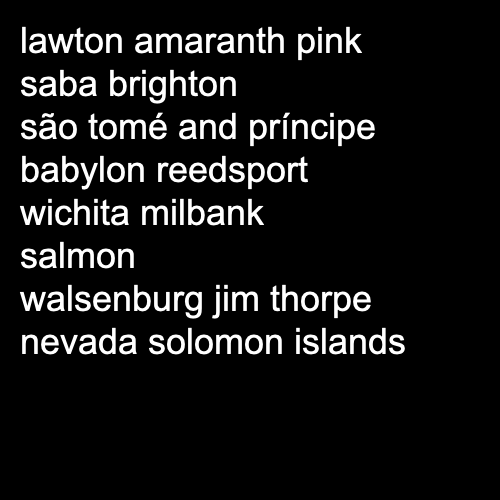 lawton amaranth pink
saba brighton
são tomé and príncipe
babylon reedsport
wichita milbank
salmon
walsenburg jim thorpe
nevada solomon islands